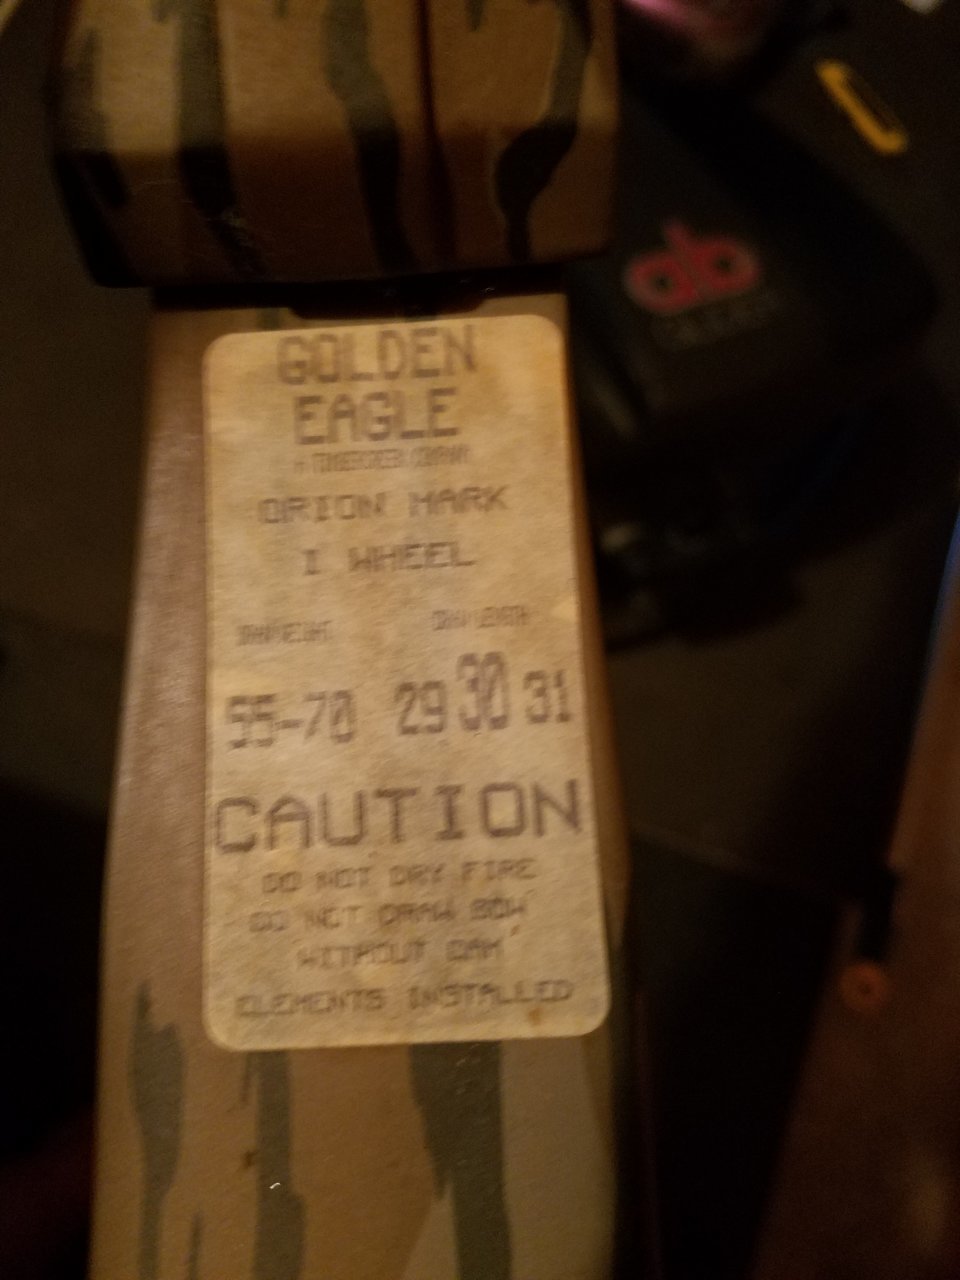 GOLDEN
EAGLE
ORION MARK
I WHEEL
55-70 29 30 31
CAUTION
DO NOT DRY FIRE
DO NOT DRAW BOW
WITHOUT CAM
ELEMENTS INSTALLED